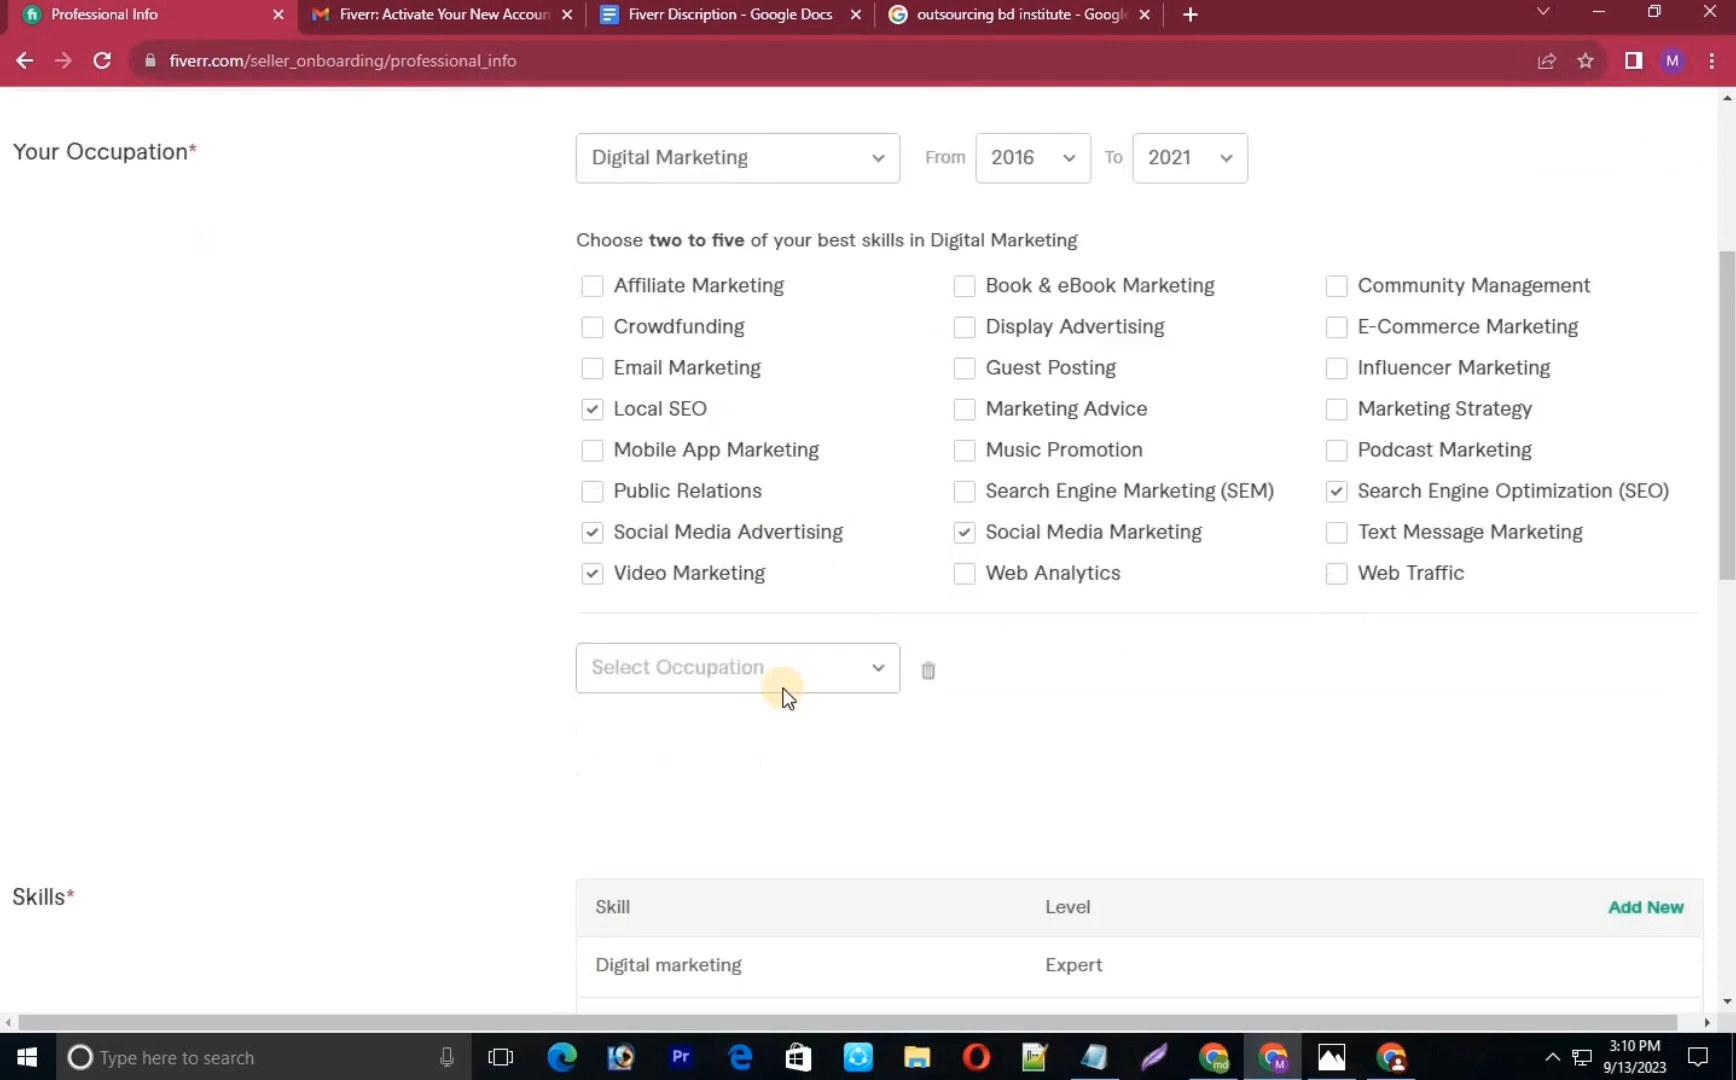 Professional Info
Fiverr: Activate Your New Accoun
Fiverr Discription - Google Docs
outsourcing bd institute - Google
fiverr.com/seller_onboarding/professional_info
M
Your Occupation*
Digital Marketing
From
2016
To
2021
Choose two to five of your best skills in Digital Marketing
Affiliate Marketing
Book & eBook Marketing
Community Management
Crowdfunding
Display Advertising
E-Commerce Marketing
Email Marketing
Guest Posting
Influencer Marketing
Local SEO
Marketing Advice
Marketing Strategy
Mobile App Marketing
Music Promotion
Podcast Marketing
Public Relations
Search Engine Marketing (SEM)
Search Engine Optimization (SEO)
Social Media Advertising
Social Media Marketing
Text Message Marketing
Video Marketing
Web Analytics
Web Traffic
Select Occupation
Skills*
Skill
Level
Add New
Digital marketing
Expert
Type here to search
Pr
md
M
3:10 PM
9/13/2023